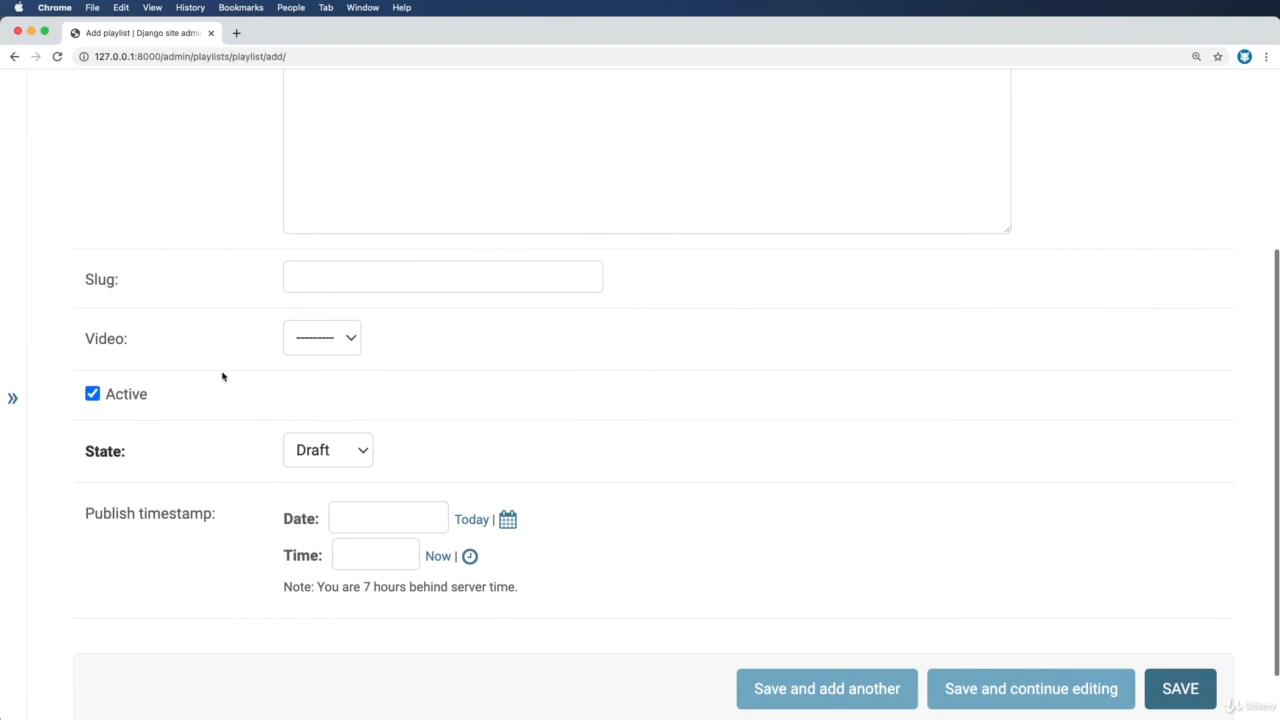 Chrome File Edit View History Bookmarks People Tab Window Help
Add playlist | Django site admi
127.0.0.1:8000/admin/playlists/playlist/add/
Slug:
Video: ---------
Active
State: Draft
Publish timestamp:
Date: Today |
Time: Now |
Note: You are 7 hours behind server time.
Save and add another Save and continue editing SAVE
Udemy